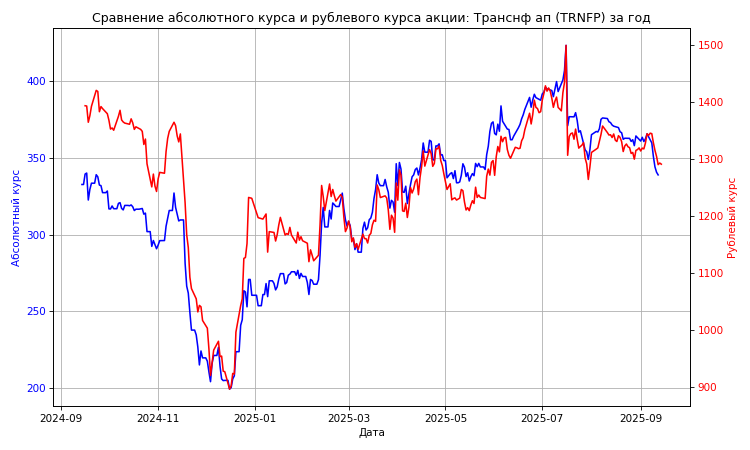 Сравнение абсолютного курса и рублевого курса акции: Транснф ап (TRNFP) за год
Абсолютный курс
400
350
300
250
200
1500
1400
1300
1200
1100
1000
900
Рублевый курс
2024-09 2024-11 2025-01 2025-03 2025-05 2025-07 2025-09
Дата